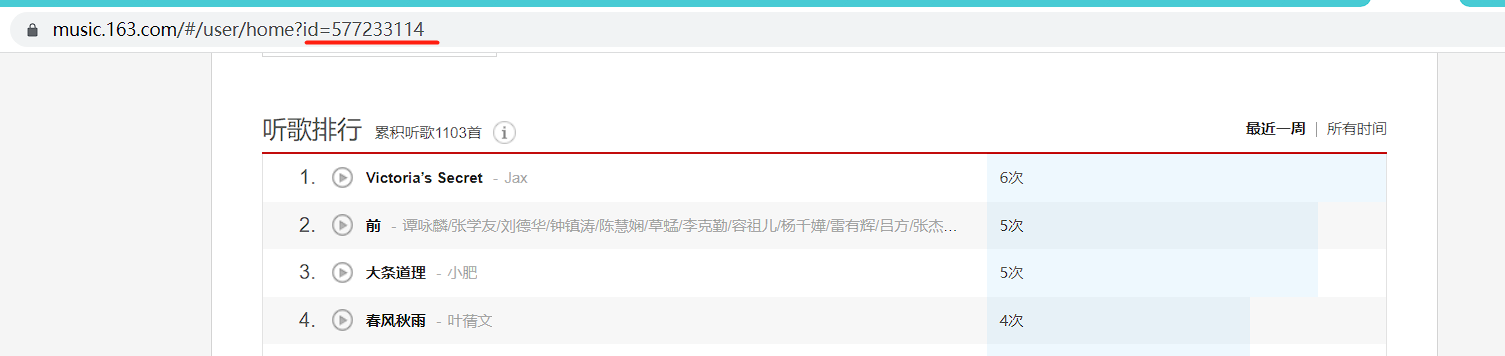 music.163.com/#/user/home?id=577233114
听歌排行 累积听歌1103首 i 最近一周 | 所有时间
1. Victoria's Secret - Jax 6次
2. 前 - 谭咏麟/张学友/刘德华/钟镇涛/陈慧娴/草蜢/李克勤/容祖儿/杨千嬅/雷有辉/吕方/张杰... 5次
3. 大条道理 - 小肥 5次
4. 春风秋雨 - 叶蒨文 4次